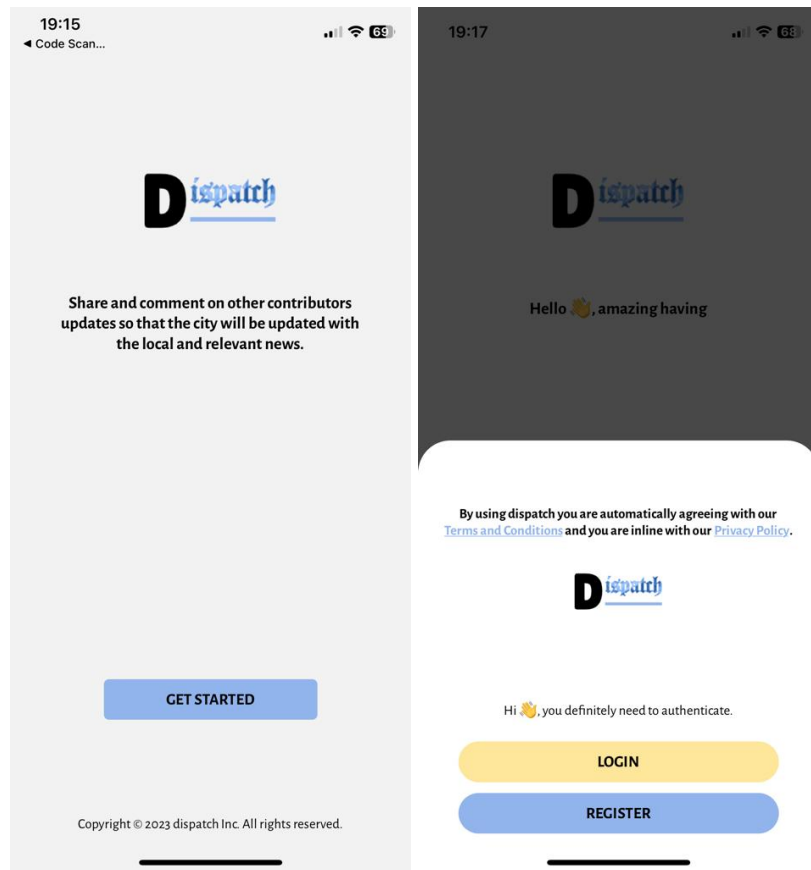 19:15
69
◀ Code Scan...
Dispatch
Share and comment on other contributors
updates so that the city will be updated with
the local and relevant news.
GET STARTED
Copyright © 2023 dispatch Inc. All rights reserved.
19:17
Dispatch
Hello 👋, amazing having
By using dispatch you are automatically agreeing with our
Terms and Conditions and you are inline with our Privacy Policy.
Dispatch
Hi 👋, you definitely need to authenticate.
LOGIN
REGISTER